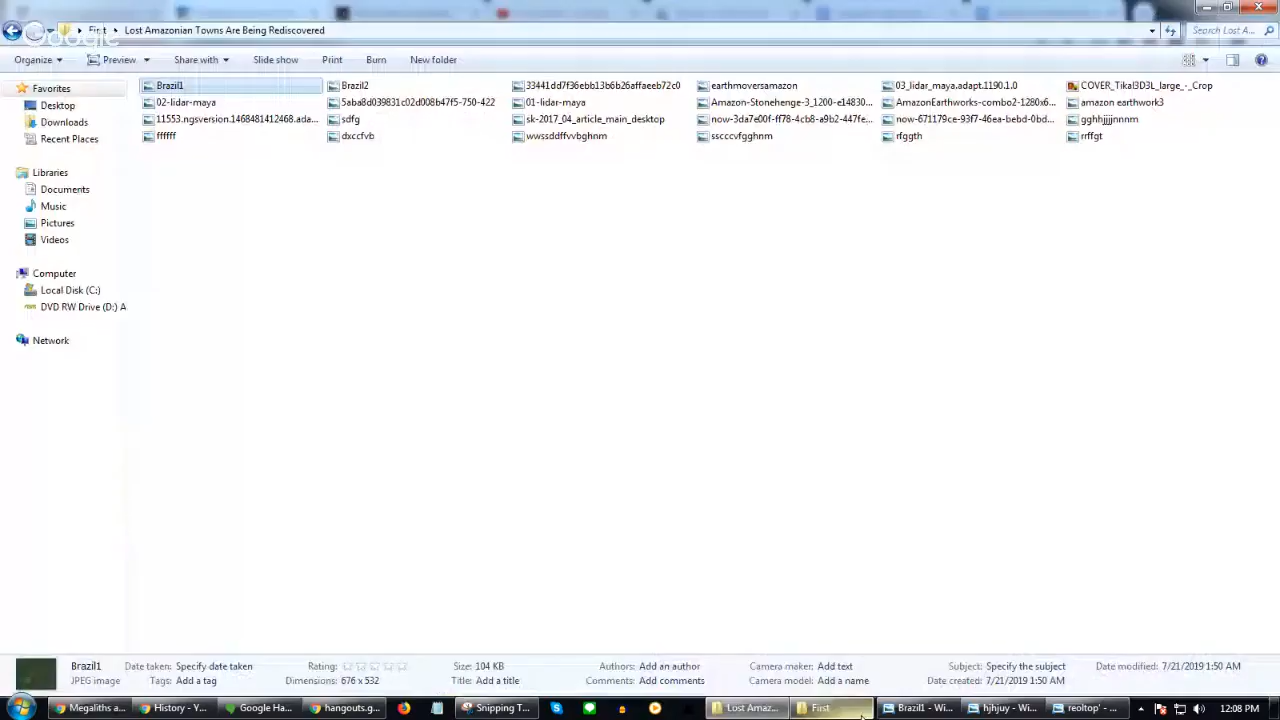 Google
First Lost Amazonian Towns Are Being Rediscovered Search Lost A...
Organize Preview Share with Slide show Print Burn New folder
Favorites
Desktop
Downloads
Recent Places
Libraries
Documents
Music
Pictures
Videos
Computer
Local Disk (C:)
DVD RW Drive (D:) A
Network
Brazil1 Brazil2 33441dd7f36ebb13b6b26affaeeb72c0 earthmoversamazon 03_lidar_maya.adapt.1190.1.0 COVER_Tikal3D3l_large_-_Crop
02-lidar-maya 5aba8d039831c02d008b47f5-750-422 01-lidar-maya Amazon-Stonehenge-3_1200-e14830... AmazonEarthworks-combo2-1280x6... amazon earthwork3
11553.ngsversion.1468481412468.ada... sdfg sk-2017_04_article_main_desktop now-3da7e00f-ff78-4cb8-a9b2-447fe... now-671179ce-93f7-46ea-bebd-0bd... gghhjjjjnnnm
ffffff dxccfvb wwssddffvvbghnm ssccCvfgghnm rfggth rrffgt
Brazil1 Date taken: Specify date taken Rating: Size: 104 KB Authors: Add an author Camera maker: Add text Subject: Specify the subject Date modified: 7/21/2019 1:50 AM
JPEG image Tags: Add a tag Dimensions: 676 x 532 Title: Add a title Comments: Add comments Camera model: Add a name Date created: 7/21/2019 1:50 AM
Megaliths a... History - Y... Google Ha... hangouts.g... Snipping T... Lost Amaz... First Brazil1 - Wi... hjhjuy - Wi... reoltop' - ... 12:08 PM